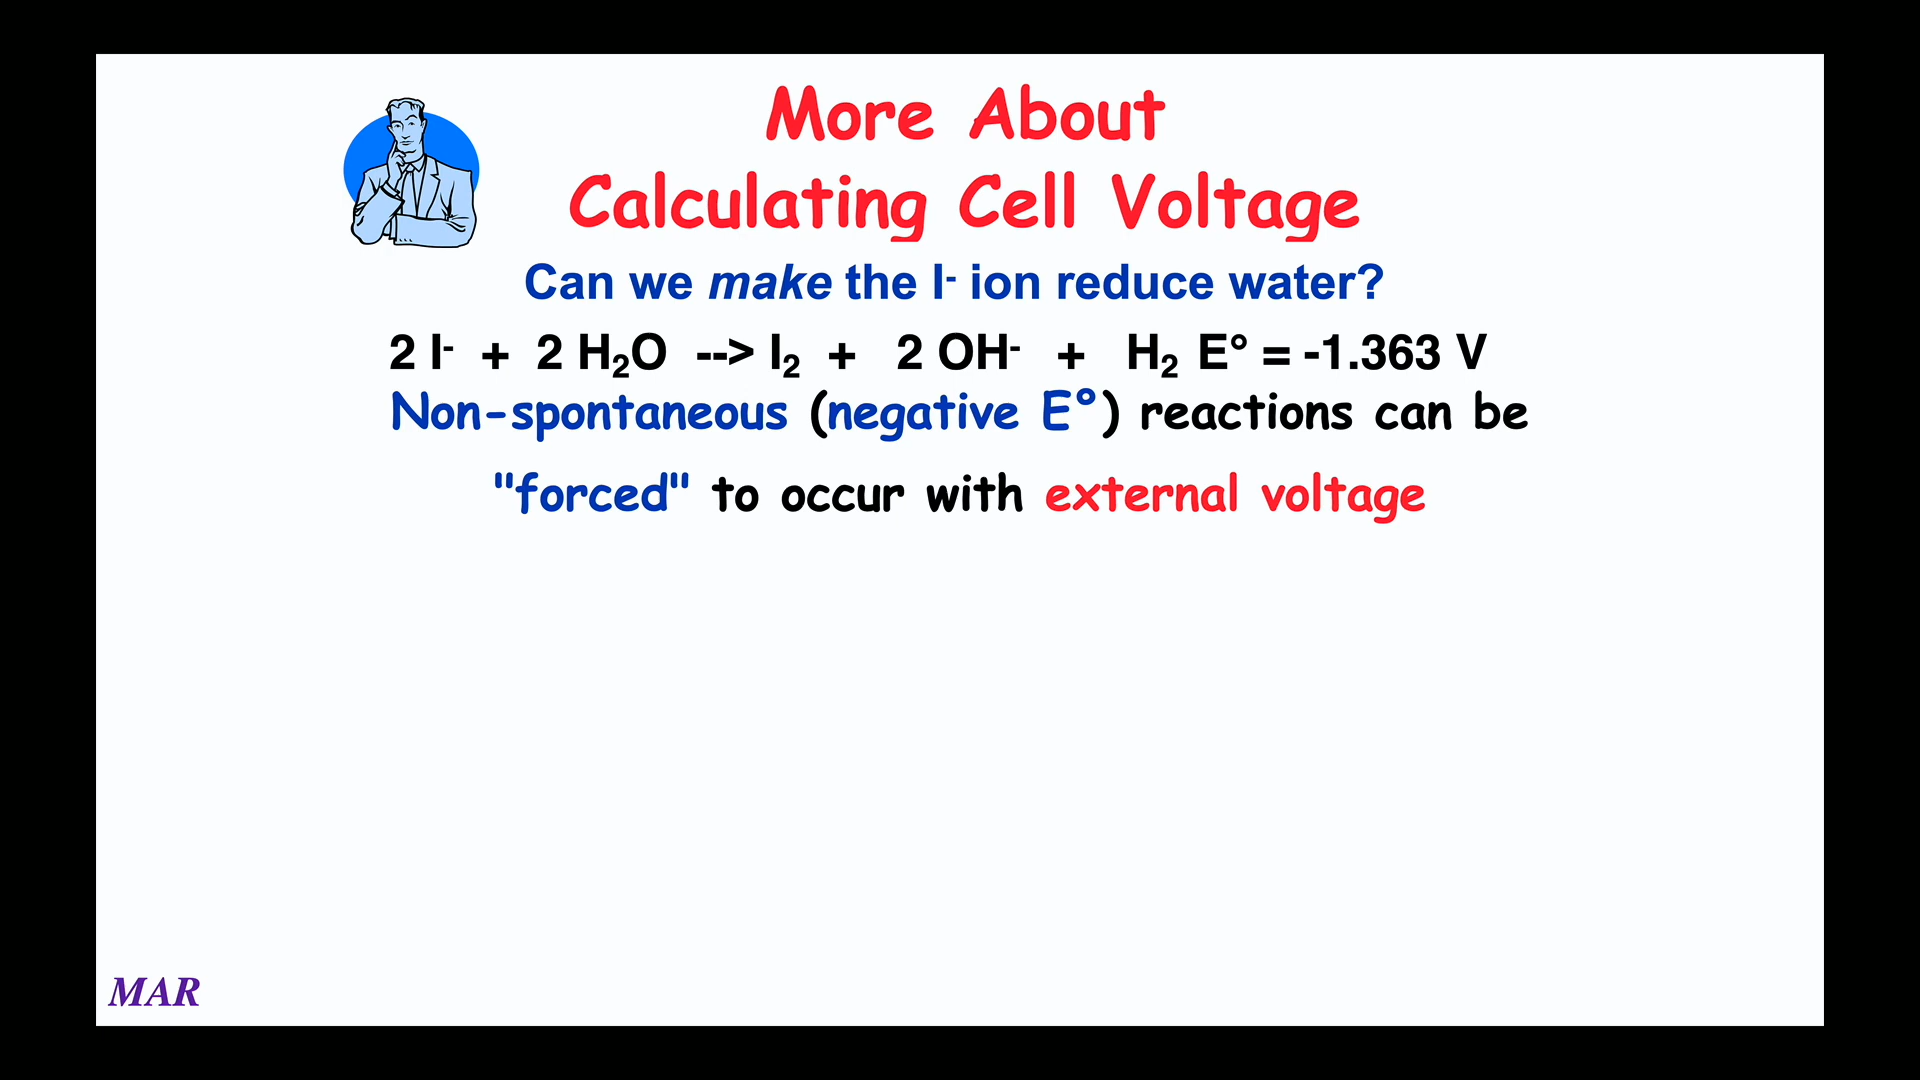 More About
Calculating Cell Voltage
Can we make the I- ion reduce water?
2 I- + 2 H2O --> I2 + 2 OH- + H2 E° = -1.363 V
Non-spontaneous (negative E°) reactions can be
"forced" to occur with external voltage
MAR